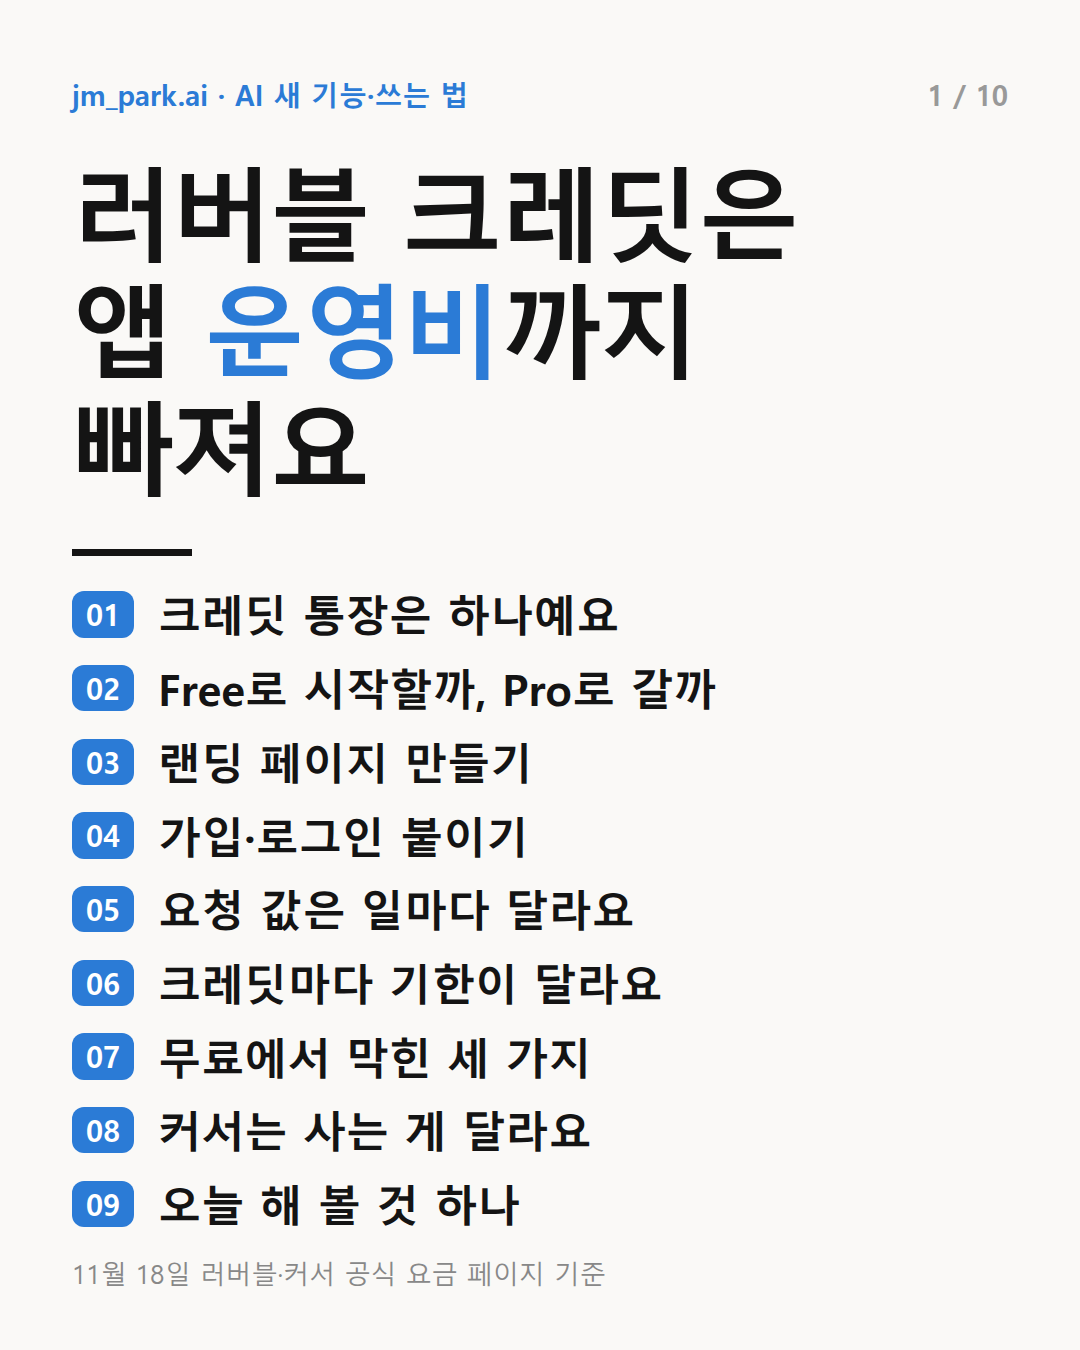 jm_park.ai · AI 새 기능·쓰는 법
1 / 10
러버블 크레딧은
앱 운영비까지
빠져요
01 크레딧 통장은 하나예요
02 Free로 시작할까, Pro로 갈까
03 랜딩 페이지 만들기
04 가입·로그인 붙이기
05 요청 값은 일마다 달라요
06 크레딧마다 기한이 달라요
07 무료에서 막힌 세 가지
08 커서는 사는 게 달라요
09 오늘 해 볼 것 하나
11월 18일 러버블·커서 공식 요금 페이지 기준